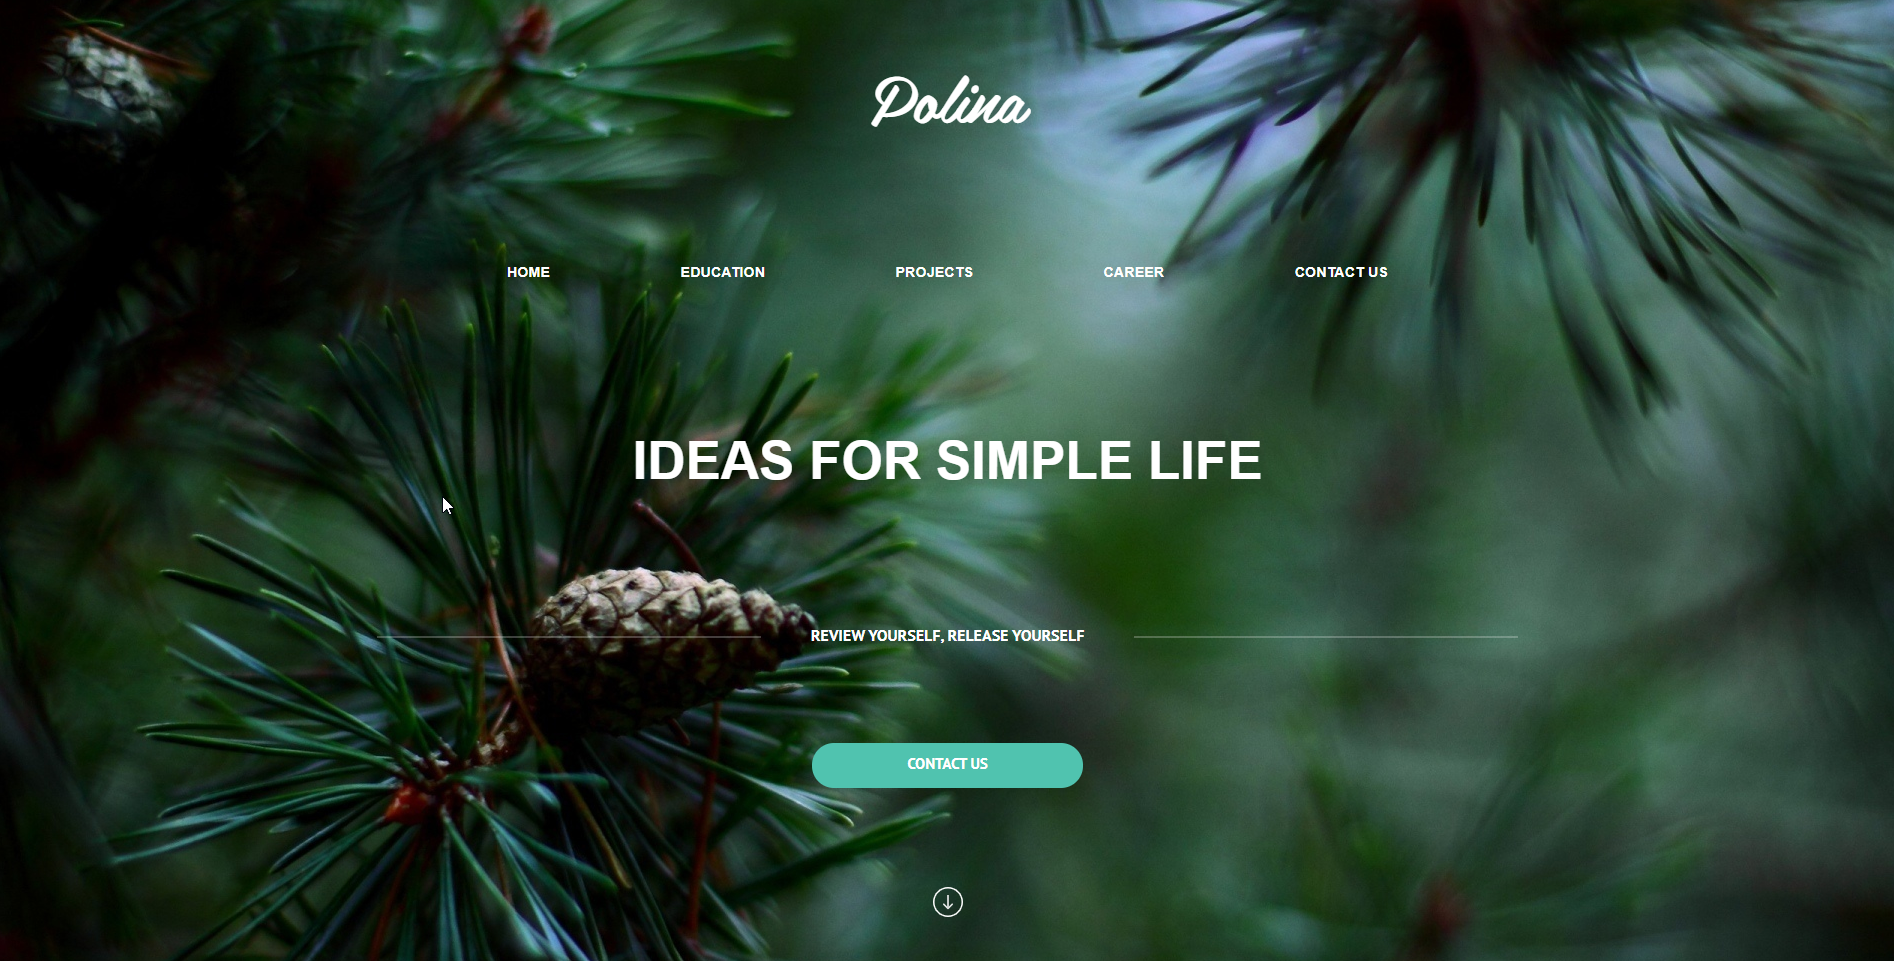 Polina
HOME EDUCATION PROJECTS CAREER CONTACT US
IDEAS FOR SIMPLE LIFE
REVIEW YOURSELF, RELEASE YOURSELF
CONTACT US